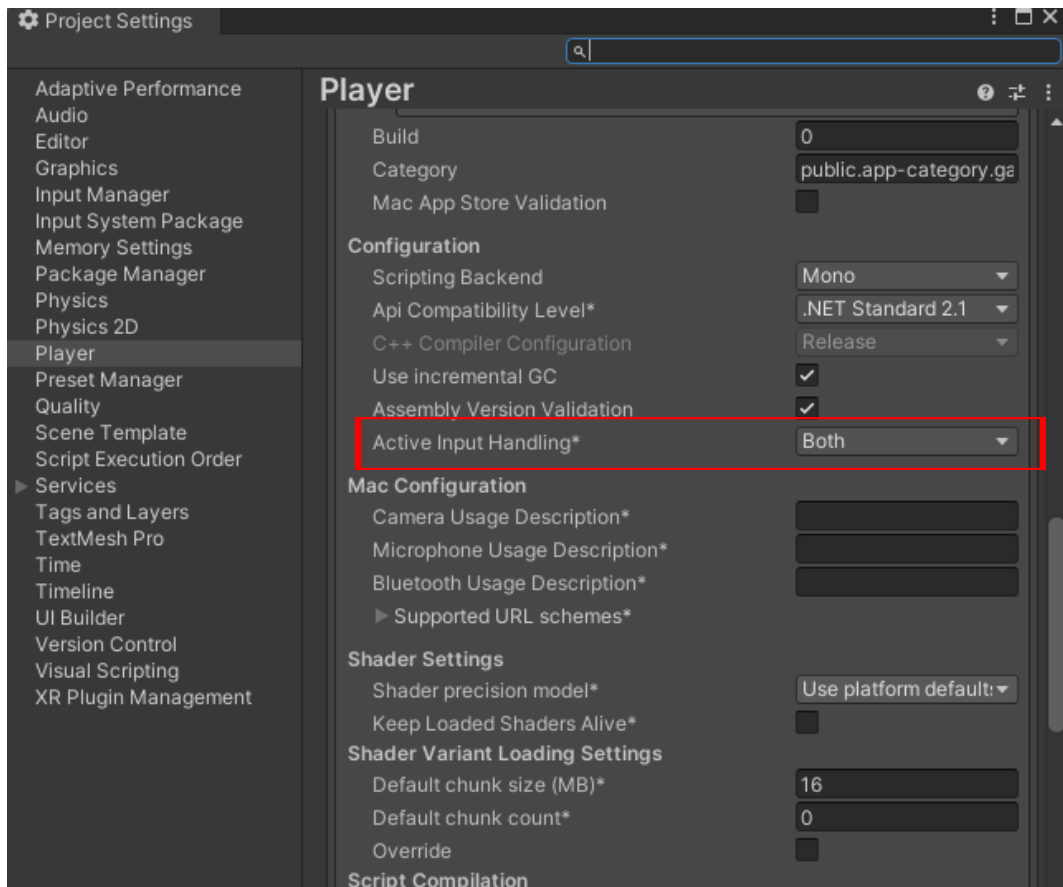 Project Settings
Adaptive Performance
Audio
Editor
Graphics
Input Manager
Input System Package
Memory Settings
Package Manager
Physics
Physics 2D
Player
Preset Manager
Quality
Scene Template
Script Execution Order
Services
Tags and Layers
TextMesh Pro
Time
Timeline
UI Builder
Version Control
Visual Scripting
XR Plugin Management
Player
Build 0
Category public.app-category.ga
Mac App Store Validation
Configuration
Scripting Backend Mono
Api Compatibility Level* .NET Standard 2.1
C++ Compiler Configuration Release
Use incremental GC
Assembly Version Validation
Active Input Handling* Both
Mac Configuration
Camera Usage Description*
Microphone Usage Description*
Bluetooth Usage Description*
Supported URL schemes*
Shader Settings
Shader precision model* Use platform default
Keep Loaded Shaders Alive*
Shader Variant Loading Settings
Default chunk size (MB)* 16
Default chunk count* 0
Override
Script Compilation